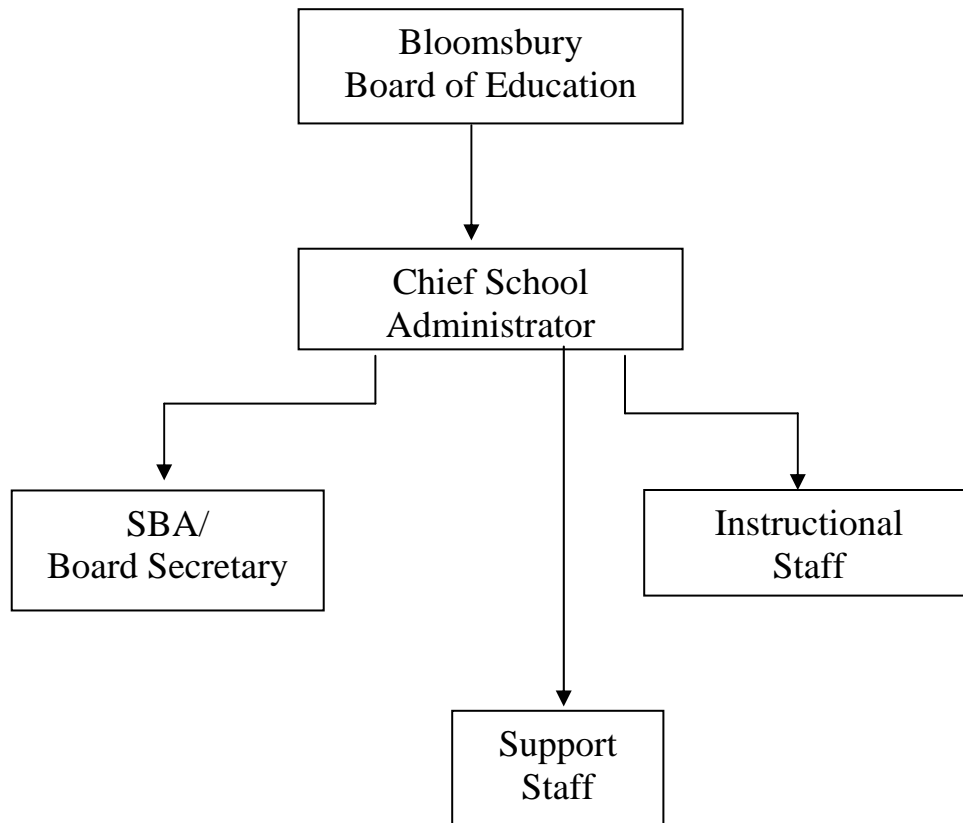 Bloomsbury
Board of Education
Chief School
Administrator
SBA/
Board Secretary
Instructional
Staff
Support
Staff